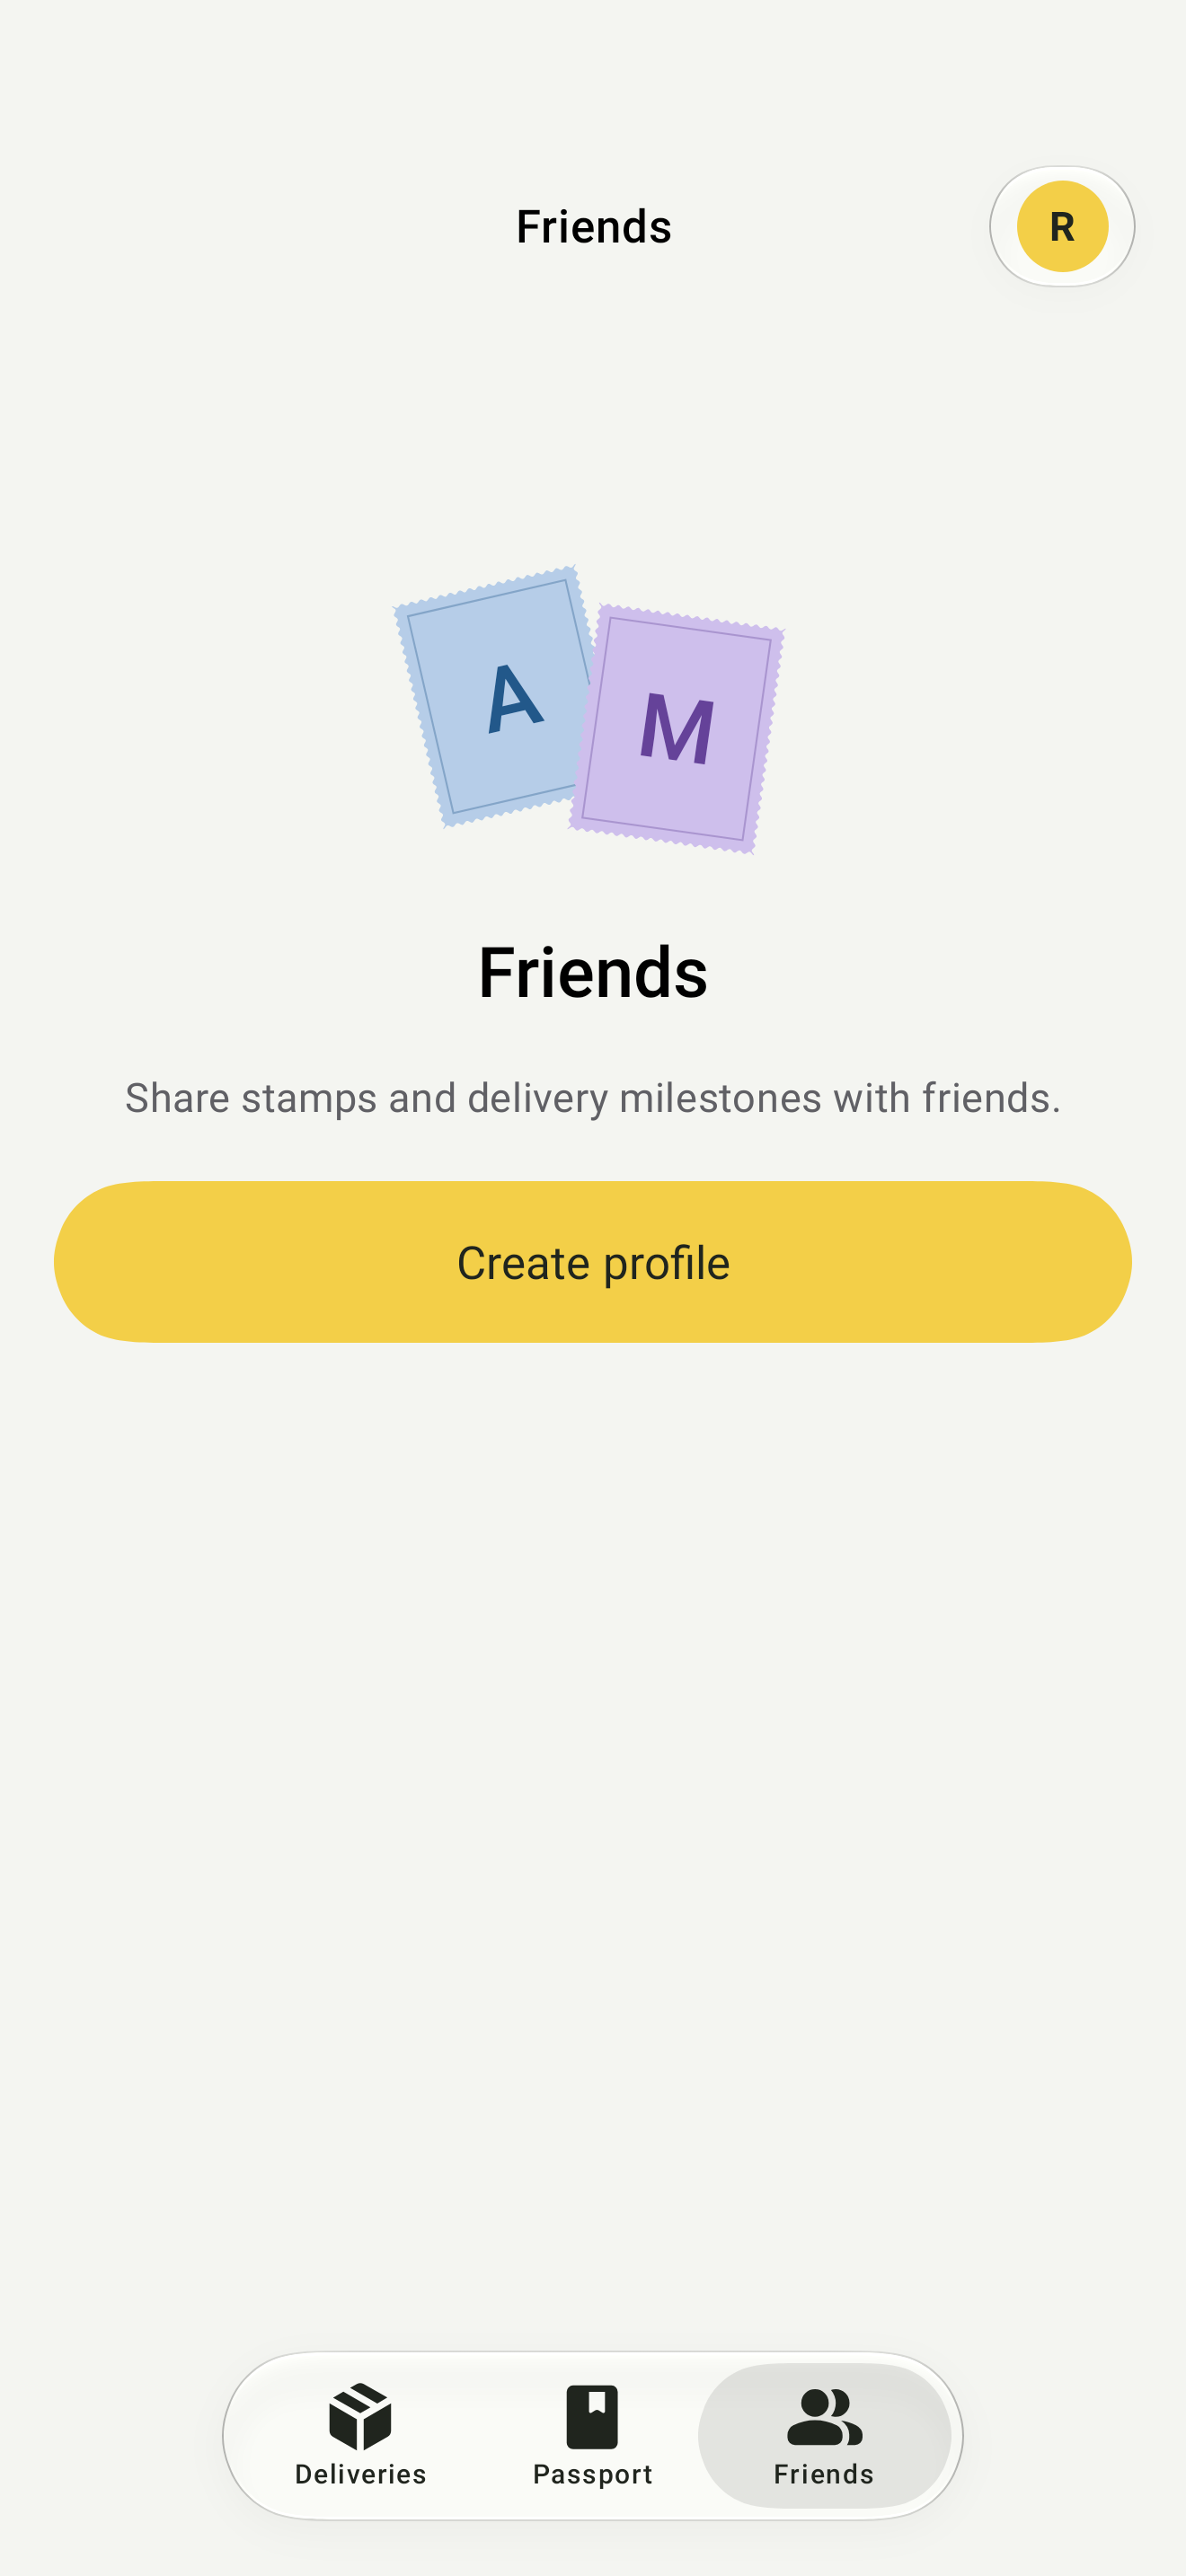 Friends
R
A
M
Friends
Share stamps and delivery milestones with friends.
Create profile
Deliveries
Passport
Friends